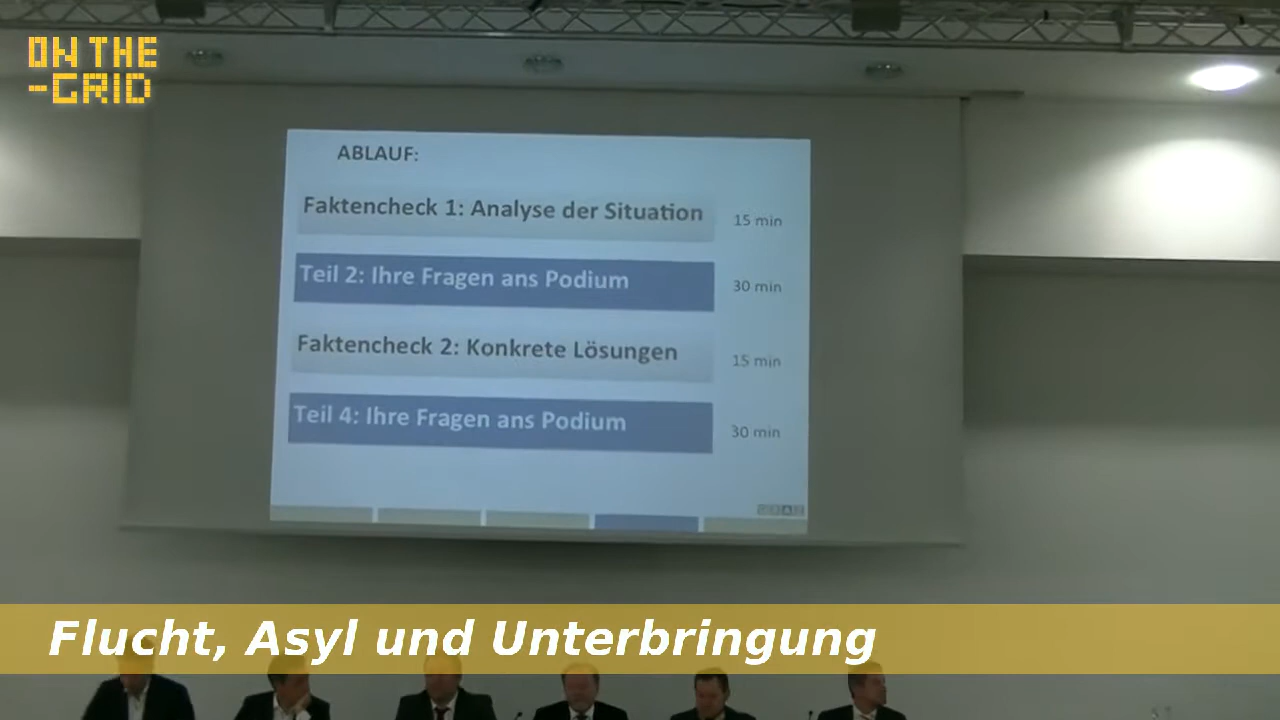 ON THE
-GRID
ABLAUF:
Faktencheck 1: Analyse der Situation 15 min
Teil 2: Ihre Fragen ans Podium 30 min
Faktencheck 2: Konkrete Lösungen 15 min
Teil 4: Ihre Fragen ans Podium 30 min
Flucht, Asyl und Unterbringung